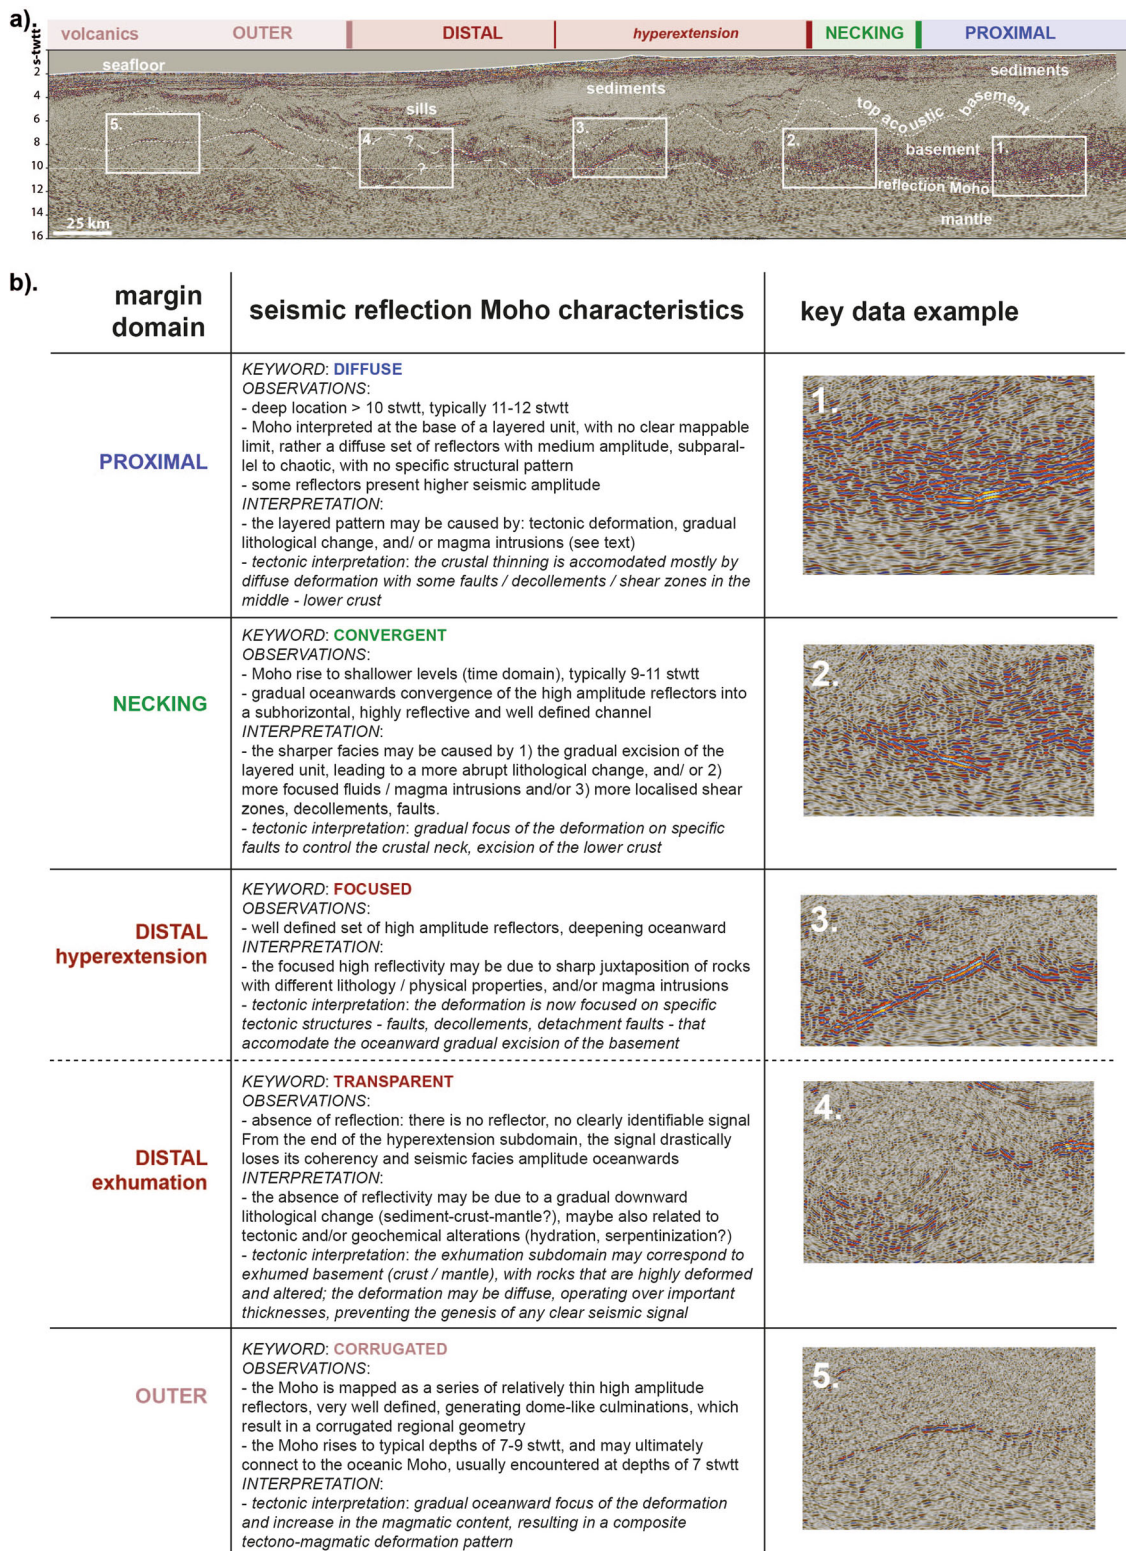 a).
volcanics OUTER DISTAL hyperextension NECKING PROXIMAL
s-twtt
2
4
6
8
10
12
14
16
seafloor
sediments
sediments
sills
top acoustic basement
basement
reflection Moho
mantle
5.
4.
?
?
3.
2.
1.
25 km
b).
margin
domain
seismic reflection Moho characteristics
key data example
PROXIMAL
KEYWORD: DIFFUSE
OBSERVATIONS:
- deep location > 10 stwtt, typically 11-12 stwtt
- Moho interpreted at the base of a layered unit, with no clear mappable
limit, rather a diffuse set of reflectors with medium amplitude, subparal-
lel to chaotic, with no specific structural pattern
- some reflectors present higher seismic amplitude
INTERPRETATION:
- the layered pattern may be caused by: tectonic deformation, gradual
lithological change, and/ or magma intrusions (see text)
- tectonic interpretation: the crustal thinning is accomodated mostly by
diffuse deformation with some faults / decollements / shear zones in the
middle - lower crust
1.
NECKING
KEYWORD: CONVERGENT
OBSERVATIONS:
- Moho rise to shallower levels (time domain), typically 9-11 stwtt
- gradual oceanwards convergence of the high amplitude reflectors into
a subhorizontal, highly reflective and well defined channel
INTERPRETATION:
- the sharper facies may be caused by 1) the gradual excision of the
layered unit, leading to a more abrupt lithological change, and/ or 2)
more focused fluids / magma intrusions and/or 3) more localised shear
zones, decollements, faults.
- tectonic interpretation: gradual focus of the deformation on specific
faults to control the crustal neck, excision of the lower crust
2.
DISTAL
hyperextension
KEYWORD: FOCUSED
OBSERVATIONS:
- well defined set of high amplitude reflectors, deepening oceanward
INTERPRETATION:
- the focused high reflectivity may be due to sharp juxtaposition of rocks
with different lithology / physical properties, and/or magma intrusions
- tectonic interpretation: the deformation is now focused on specific
tectonic structures - faults, decollements, detachment faults - that
accomodate the oceanward gradual excision of the basement
3.
DISTAL
exhumation
KEYWORD: TRANSPARENT
OBSERVATIONS:
- absence of reflection: there is no reflector, no clearly identifiable signal
From the end of the hyperextension subdomain, the signal drastically
loses its coherency and seismic facies amplitude oceanwards
INTERPRETATION:
- the absence of reflectivity may be due to a gradual downward
lithological change (sediment-crust-mantle?), maybe also related to
tectonic and/or geochemical alterations (hydration, serpentinization?)
- tectonic interpretation: the exhumation subdomain may correspond to
exhumed basement (crust / mantle), with rocks that are highly deformed
and altered; the deformation may be diffuse, operating over important
thicknesses, preventing the genesis of any clear seismic signal
4.
OUTER
KEYWORD: CORRUGATED
OBSERVATIONS:
- the Moho is mapped as a series of relatively thin high amplitude
reflectors, very well defined, generating dome-like culminations, which
result in a corrugated regional geometry
- the Moho rises to typical depths of 7-9 stwtt, and may ultimately
connect to the oceanic Moho, usually encountered at depths of 7 stwtt
INTERPRETATION:
- tectonic interpretation: gradual oceanward focus of the deformation
and increase in the magmatic content, resulting in a composite
tectono-magmatic deformation pattern
5.